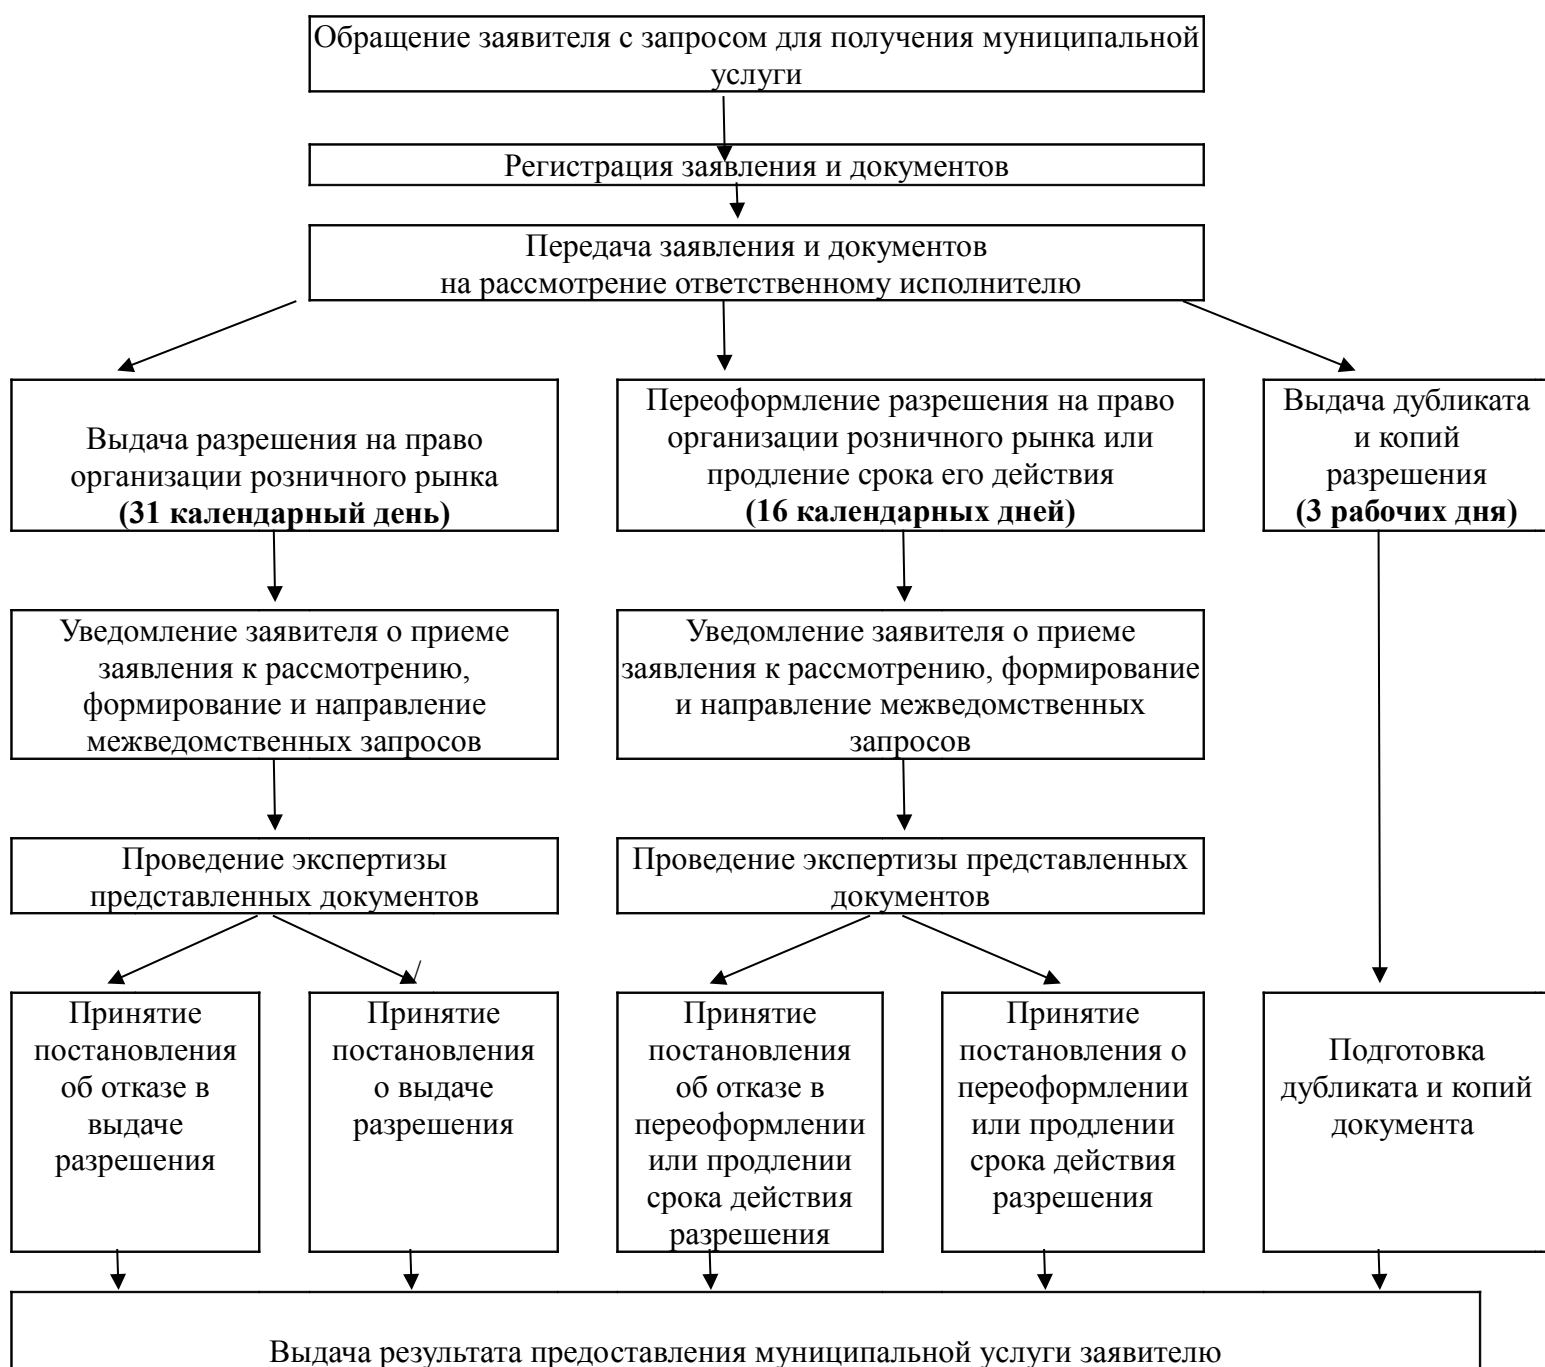 Обращение заявителя с запросом для получения муниципальной
услуги
Регистрация заявления и документов
Передача заявления и документов
на рассмотрение ответственному исполнителю
Выдача разрешения на право
организации розничного рынка
(31 календарный день)
Переоформление разрешения на право
организации розничного рынка или
продление срока его действия
(16 календарных дней)
Выдача дубликата
и копий
разрешения
(3 рабочих дня)
Уведомление заявителя о приеме
заявления к рассмотрению,
формирование и направление
межведомственных запросов
Уведомление заявителя о приеме
заявления к рассмотрению, формирование
и направление межведомственных
запросов
Проведение экспертизы
представленных документов
Проведение экспертизы представленных
документов
Принятие
постановления
об отказе в
выдаче
разрешения
Принятие
постановления
о выдаче
разрешения
Принятие
постановления
об отказе в
переоформлении
или продлении
срока действия
разрешения
Принятие
постановления о
переоформлении
или продлении
срока действия
разрешения
Подготовка
дубликата и копий
документа
Выдача результата предоставления муниципальной услуги заявителю